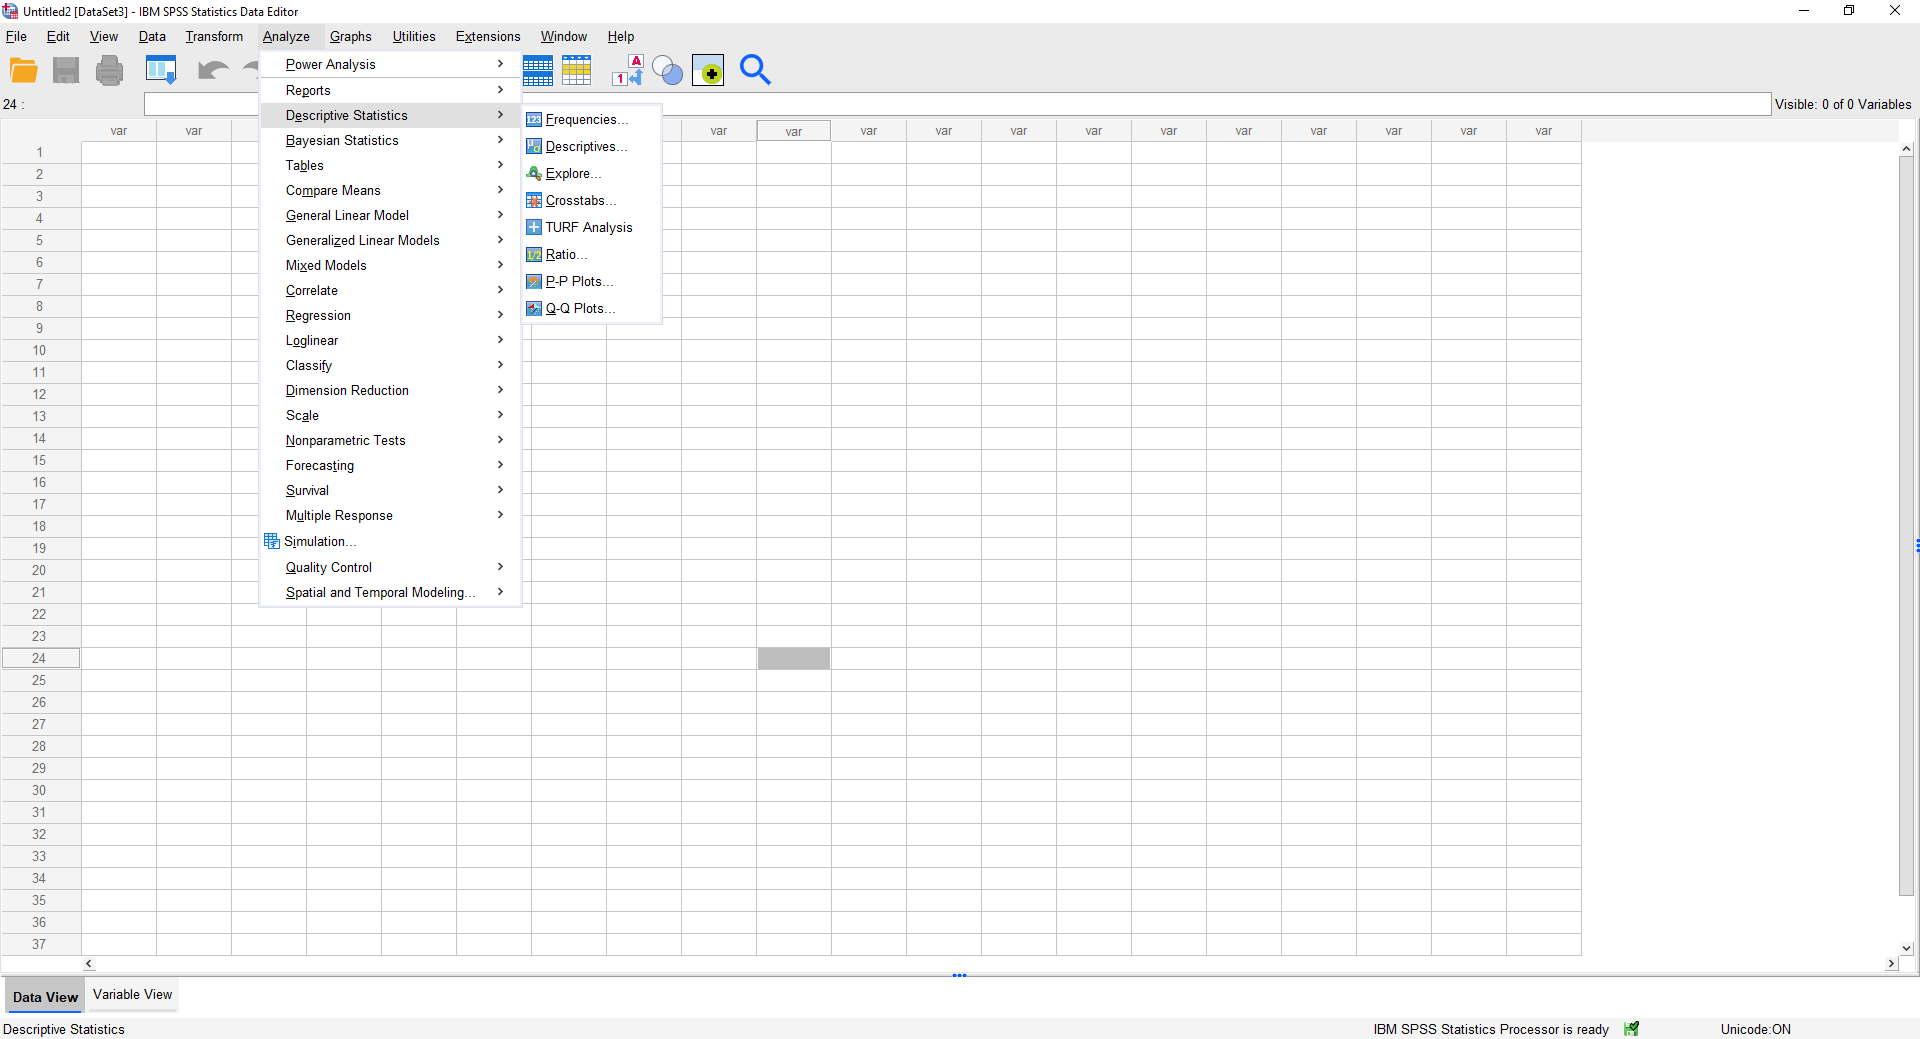 Untitled2 [DataSet3] - IBM SPSS Statistics Data Editor
File Edit View Data Transform Analyze Graphs Utilities Extensions Window Help
24 :
Visible: 0 of 0 Variables
Power Analysis
Reports
Descriptive Statistics
Bayesian Statistics
Tables
Compare Means
General Linear Model
Generalized Linear Models
Mixed Models
Correlate
Regression
Loglinear
Classify
Dimension Reduction
Scale
Nonparametric Tests
Forecasting
Survival
Multiple Response
Simulation...
Quality Control
Spatial and Temporal Modeling...
Frequencies...
Descriptives...
Explore...
Crosstabs...
TURF Analysis
Ratio...
P-P Plots...
Q-Q Plots...
A
1
123
1/2
var var var var var var var var var var var var var var
1
2
3
4
5
6
7
8
9
10
11
12
13
14
15
16
17
18
19
20
21
22
23
24
25
26
27
28
29
30
31
32
33
34
35
36
37
Data View Variable View
Descriptive Statistics
IBM SPSS Statistics Processor is ready
Unicode:ON